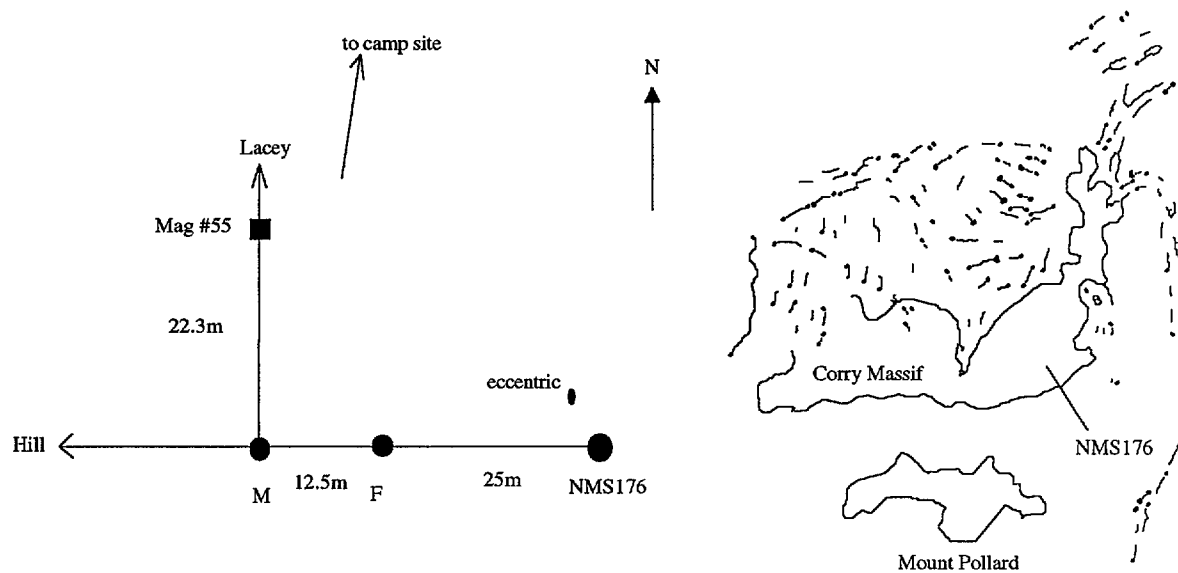 to camp site
N
Lacey
Mag #55
22.3m
eccentric
Hill
M
12.5m
F
25m
NMS176
B
Corry Massif
NMS176
Mount Pollard